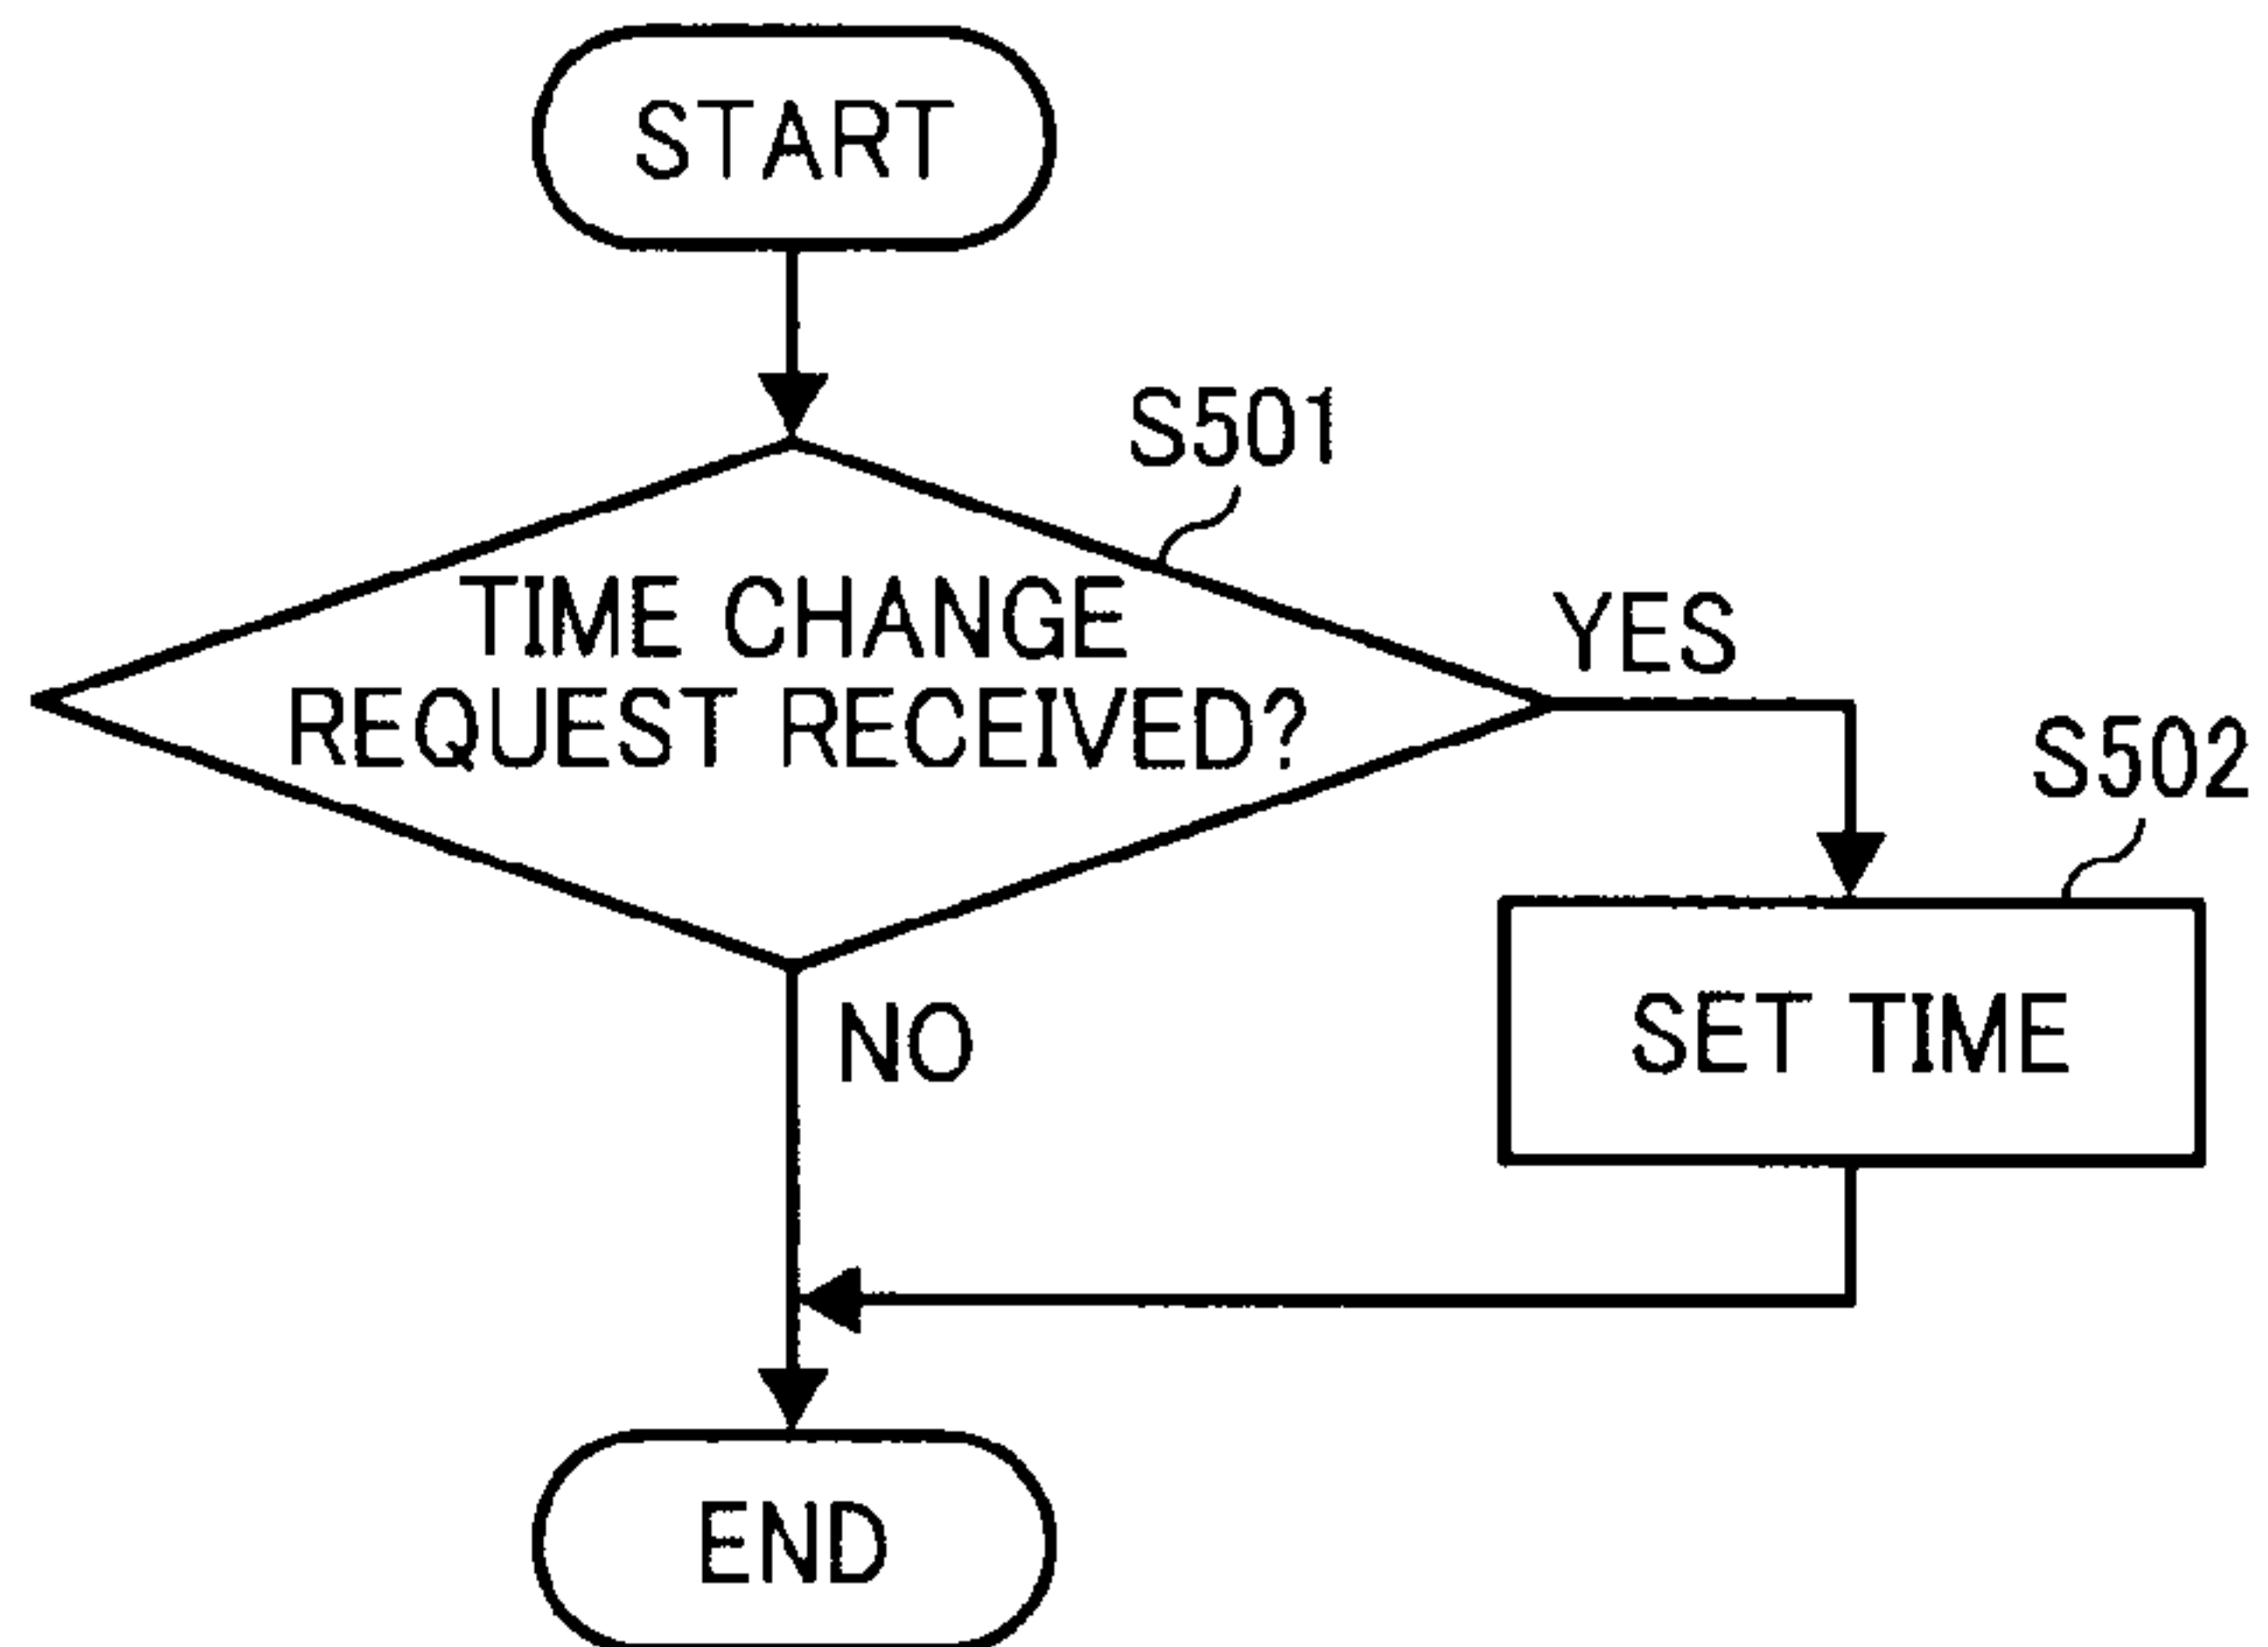 START
S501
TIME CHANGE
REQUEST RECEIVED?
YES
S502
NO
SET TIME
END